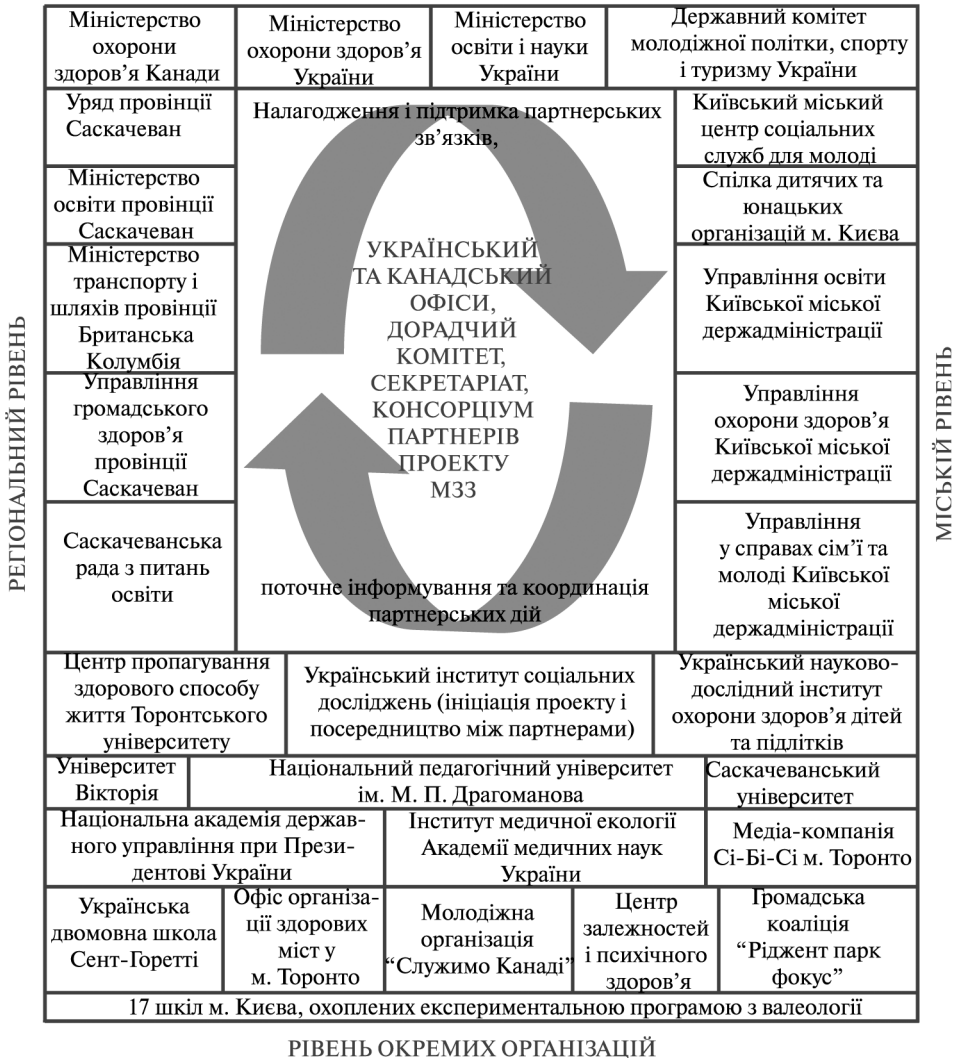 Міністерство
охорони
здоров’я Канади
Міністерство
охорони здоров’я
України
Міністерство
освіти і науки
України
Державний комітет
молодіжної політки, спорту
і туризму України
РЕГІОНАЛЬНИЙ РІВЕНЬ
Уряд провінції
Саскачеван
Міністерство
освіти провінції
Саскачеван
Міністерство
транспорту і
шляхів провінції
Британська
Колумбія
Управління
громадського
здоров’я
провінції
Саскачеван
Саскачеванська
рада з питань
освіти
Налагодження і підтримка партнерських
зв’язків,
УКРАЇНСЬКИЙ
ТА КАНАДСЬКИЙ
ОФІСИ,
ДОРАДЧИЙ
КОМІТЕТ,
СЕКРЕТАРІАТ,
КОНСОРЦІУМ
ПАРТНЕРІВ
ПРОЕКТУ
МЗЗ
поточне інформування та координація
партнерських дій
Київський міський
центр соціальних
служб для молоді
Спілка дитячих та
юнацьких
організацій м. Києва
Управління освіти
Київської міської
держадміністрації
Управління
охорони здоров’я
Київської міської
держадміністрації
Управління
у справах сім’ї та
молоді Київської
міської
держадміністрації
МІСЬКІЙ РІВЕНЬ
Центр пропагування
здорового способу
життя Торонтського
університету
Український інститут соціальних
досліджень (ініціація проекту і
посередництво між партнерами)
Український науково-
дослідний інститут
охорони здоров’я дітей
та підлітків
Університет
Вікторія
Національний педагогічний університет
ім. М. П. Драгоманова
Саскачеванський
університет
Національна академія держав-
ного управління при Прези-
дентові України
Інститут медичної екології
Академії медичних наук
України
Медіа-компанія
Сі-Бі-Сі м. Торонто
Українська
двомовна школа
Сент-Горетті
Офіс організа-
ції здорових
міст у
м. Торонто
Молодіжна
організація
“Служимо Канаді”
Центр
залежностей
і психічного
здоров’я
Громадська
коаліція
“Ріджент парк
фокус”
17 шкіл м. Києва, охоплених експериментальною програмою з валеології
РІВЕНЬ ОКРЕМИХ ОРГАНІЗАЦІЙ